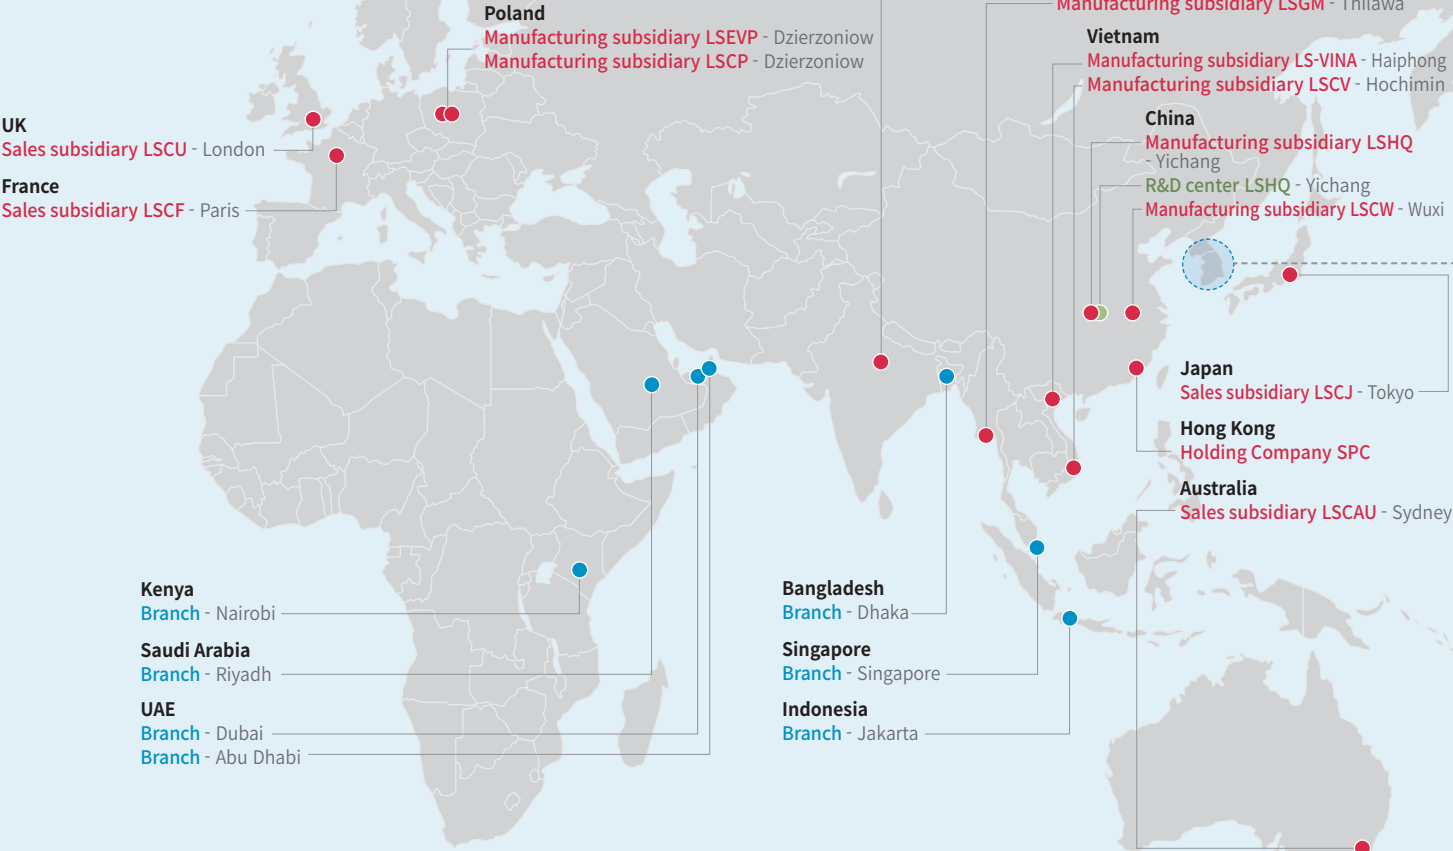 Poland
Manufacturing subsidiary LSEVP - Dzierzoniow
Manufacturing subsidiary LSCP - Dzierzoniow
UK
Sales subsidiary LSCU - London
France
Sales subsidiary LSCF - Paris
Manufacturing subsidiary LSGM - Thilawa
Vietnam
Manufacturing subsidiary LS-VINA - Haiphong
Manufacturing subsidiary LSCV - Hochimin
China
Manufacturing subsidiary LSHQ
- Yichang
R&D center LSHQ - Yichang
Manufacturing subsidiary LSCW - Wuxi
Japan
Sales subsidiary LSCJ - Tokyo
Hong Kong
Holding Company SPC
Australia
Sales subsidiary LSCAU - Sydney
Kenya
Branch - Nairobi
Saudi Arabia
Branch - Riyadh
UAE
Branch - Dubai
Branch - Abu Dhabi
Bangladesh
Branch - Dhaka
Singapore
Branch - Singapore
Indonesia
Branch - Jakarta